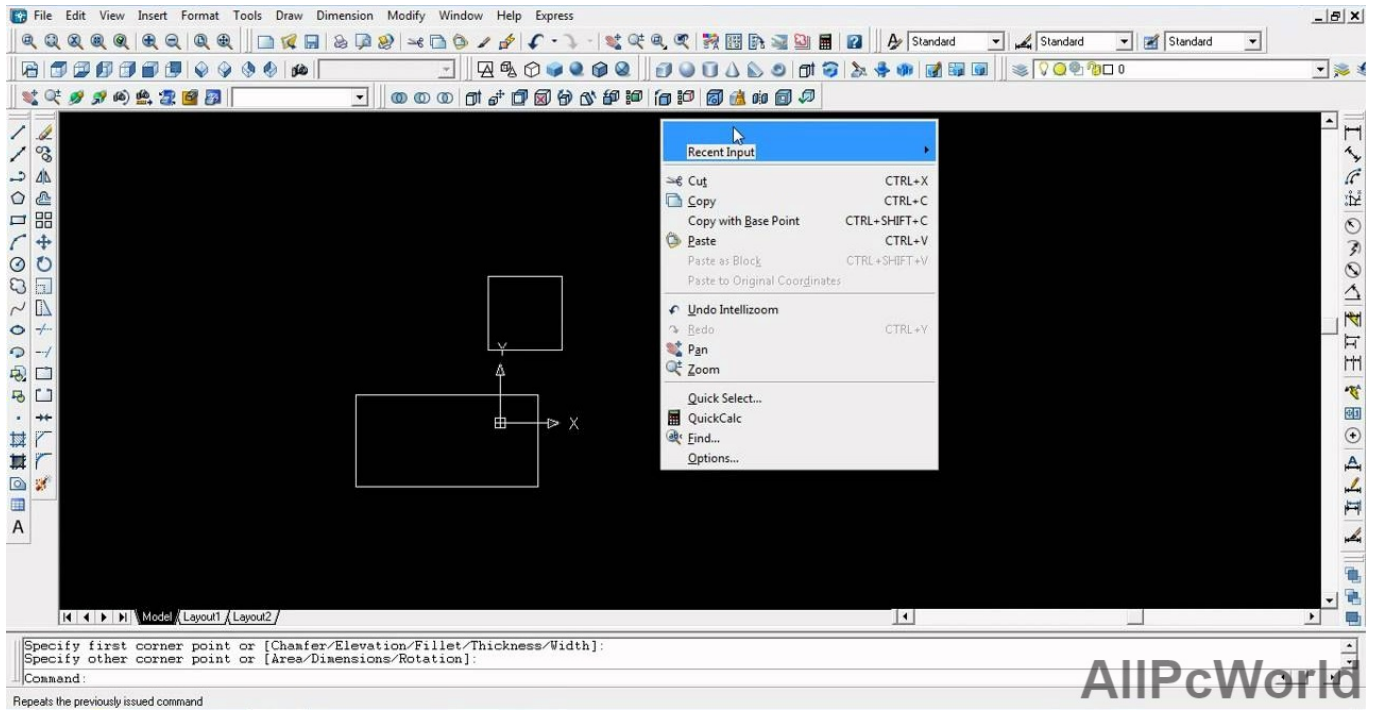 File Edit View Insert Format Tools Draw Dimension Modify Window Help Express
Standard Standard Standard
0
Recent Input
Cut CTRL+X
Copy CTRL+C
Copy with Base Point CTRL+SHIFT+C
Paste CTRL+V
Paste as Block CTRL+SHIFT+V
Paste to Original Coordinates
Undo Intellizoom
Redo CTRL+Y
Pan
Zoom
Quick Select...
QuickCalc
Find...
Options...
Y
X
A
Model Layout1 Layout2
Specify first corner point or [Chamfer/Elevation/Fillet/Thickness/Width]:
Specify other corner point or [Area/Dimensions/Rotation]:
Command:
Repeats the previously issued command
AllPcWorld